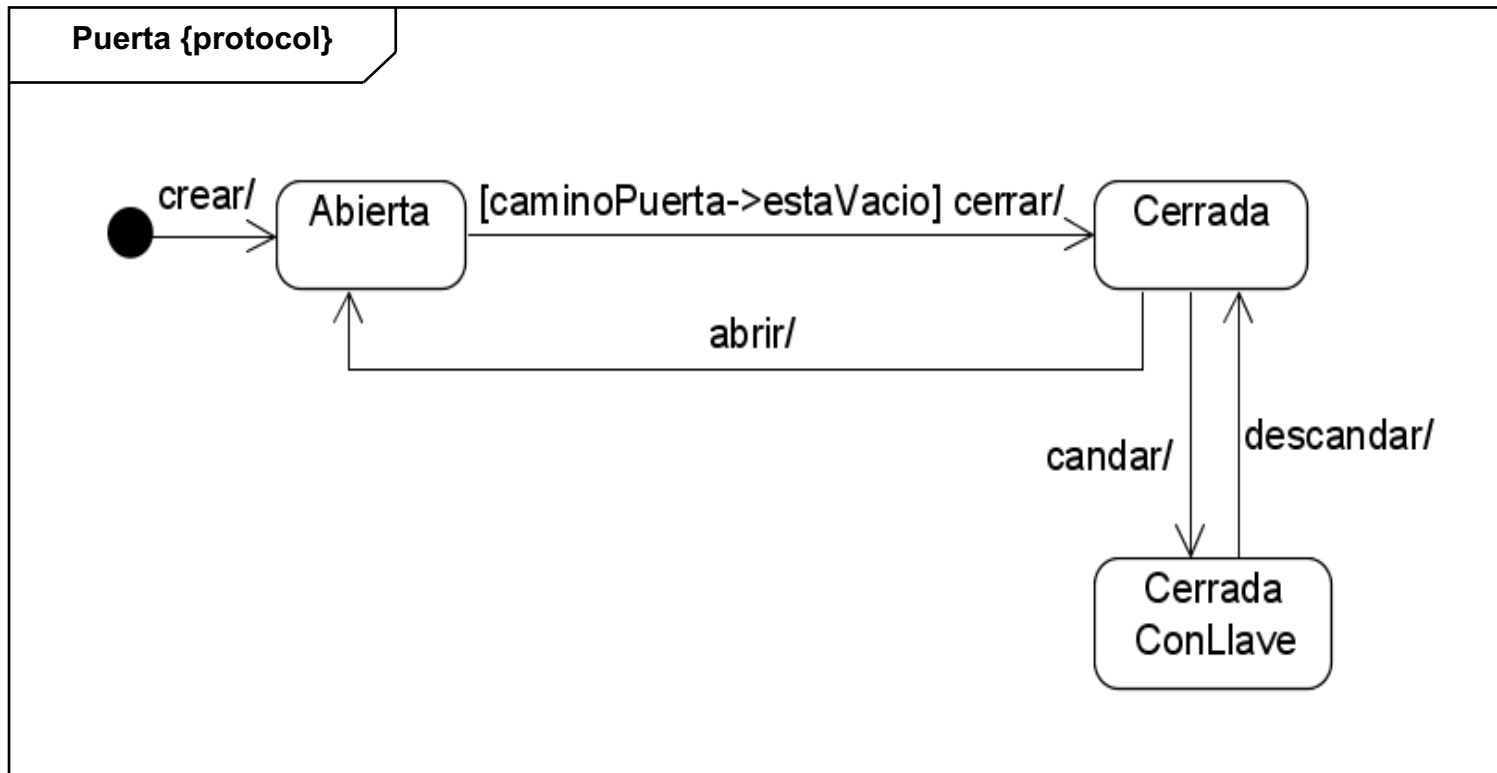 Puerta {protocol}
crear/
Abierta
[caminoPuerta->estaVacio] cerrar/
Cerrada
abrir/
candar/
descandar/
Cerrada
ConLlave